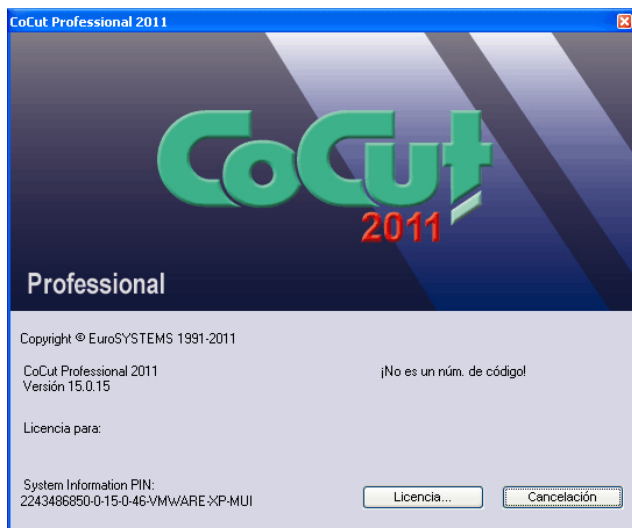 CoCut Professional 2011
CoCut
2011
Professional
Copyright © EuroSYSTEMS 1991-2011
CoCut Professional 2011
Versión 15.0.15
¡No es un núm. de código!
Licencia para:
System Information PIN:
2243486850-0-15-0-46-VMWARE-XP-MUI
Licencia...
Cancelación